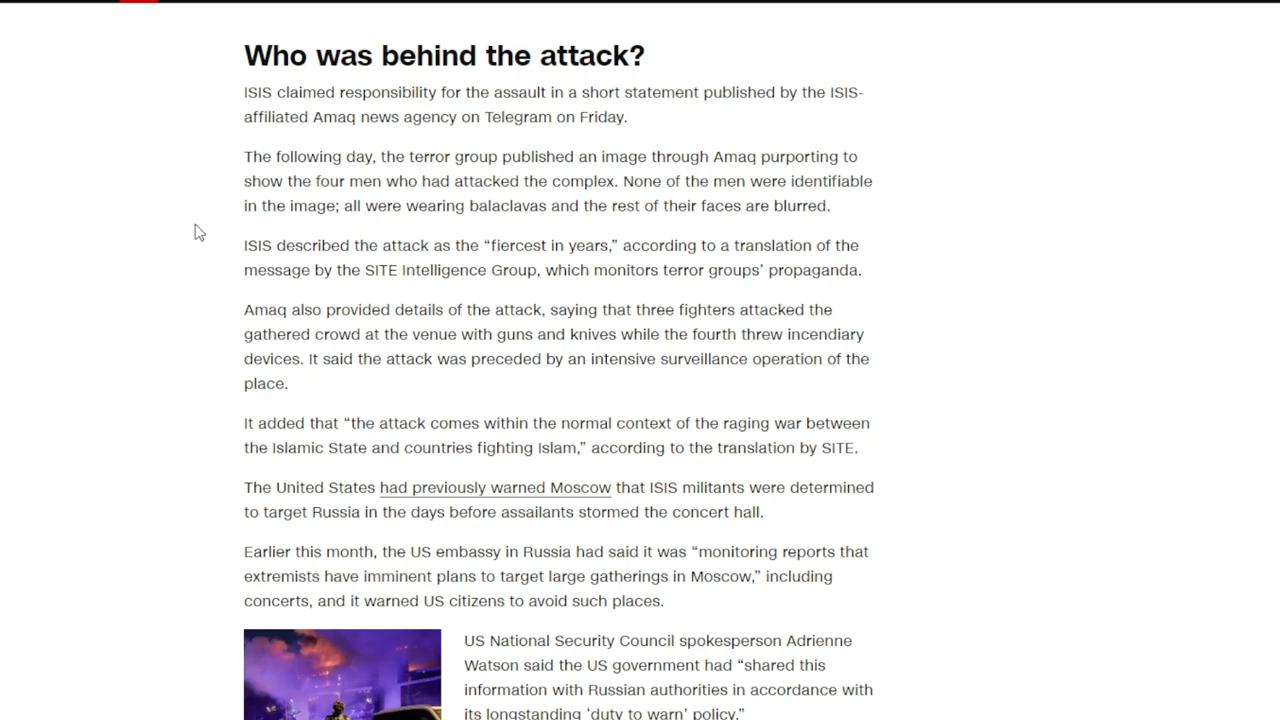 Who was behind the attack?
ISIS claimed responsibility for the assault in a short statement published by the ISIS-
affiliated Amaq news agency on Telegram on Friday.
The following day, the terror group published an image through Amaq purporting to
show the four men who had attacked the complex. None of the men were identifiable
in the image; all were wearing balaclavas and the rest of their faces are blurred.
ISIS described the attack as the “fiercest in years,” according to a translation of the
message by the SITE Intelligence Group, which monitors terror groups’ propaganda.
Amaq also provided details of the attack, saying that three fighters attacked the
gathered crowd at the venue with guns and knives while the fourth threw incendiary
devices. It said the attack was preceded by an intensive surveillance operation of the
place.
It added that “the attack comes within the normal context of the raging war between
the Islamic State and countries fighting Islam,” according to the translation by SITE.
The United States had previously warned Moscow that ISIS militants were determined
to target Russia in the days before assailants stormed the concert hall.
Earlier this month, the US embassy in Russia had said it was “monitoring reports that
extremists have imminent plans to target large gatherings in Moscow,” including
concerts, and it warned US citizens to avoid such places.
US National Security Council spokesperson Adrienne
Watson said the US government had “shared this
information with Russian authorities in accordance with
its longstanding ‘duty to warn’ policy.”